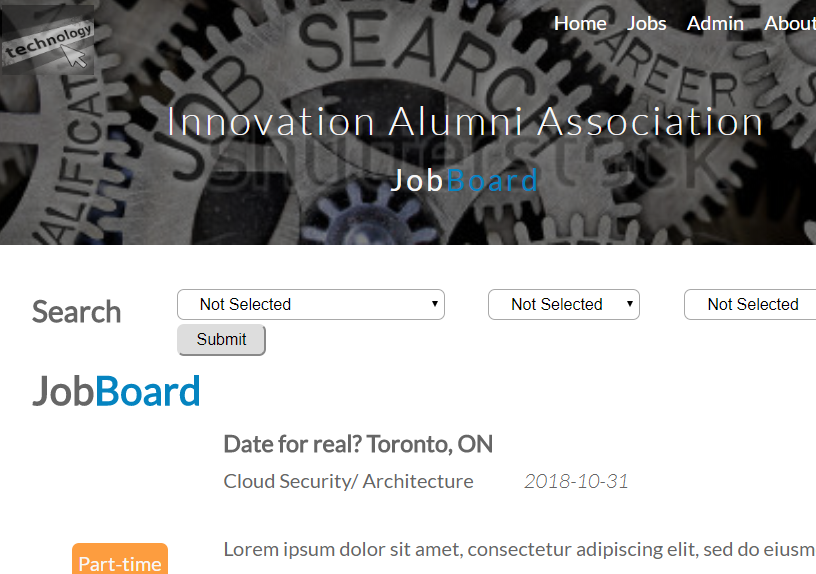 Home Jobs Admin About
technology
JOB SEARCH
CAREER
Innovation Alumni Association
shutterstock
JobBoard
Search Not Selected Not Selected Not Selected
Submit
JobBoard
Date for real? Toronto, ON
Cloud Security/ Architecture 2018-10-31
Lorem ipsum dolor sit amet, consectetur adipiscing elit, sed do eiusm
Part-time